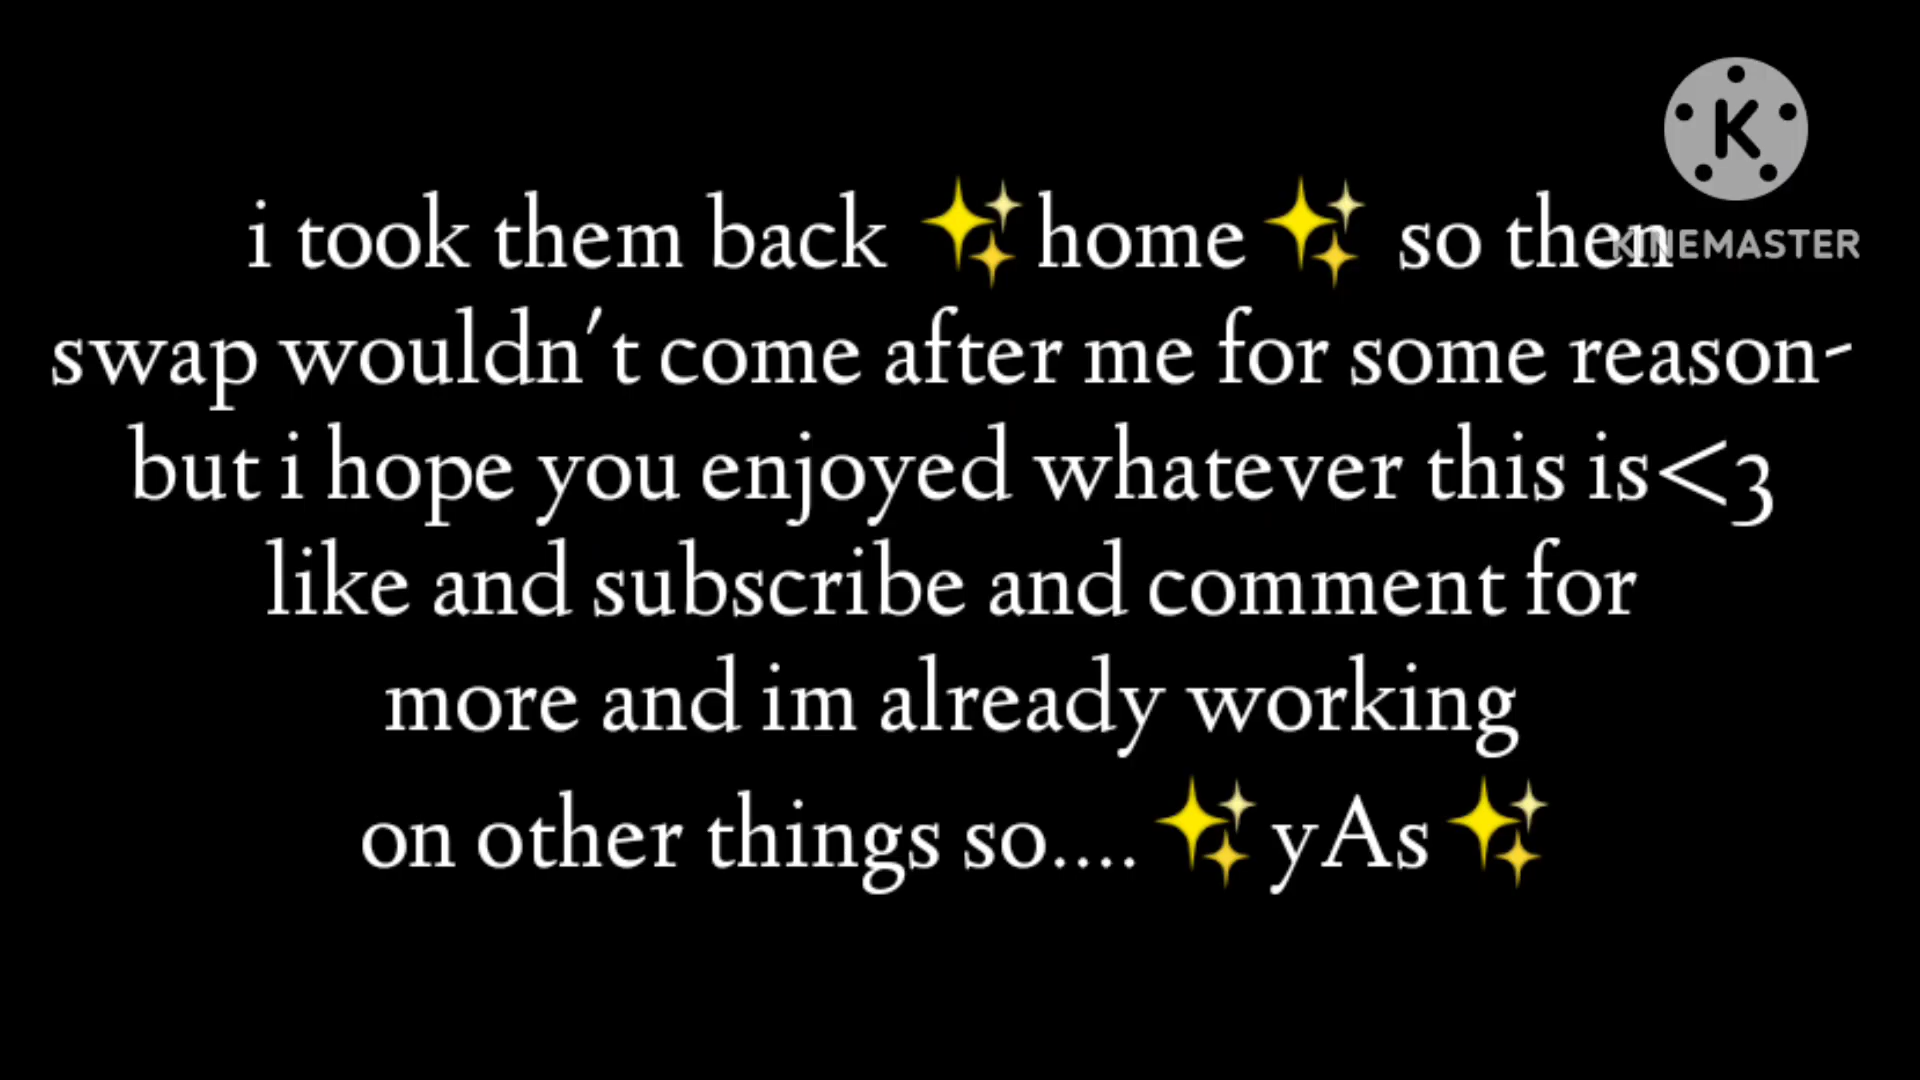 i took them back ✨home✨ so then
swap wouldn't come after me for some reason-
but i hope you enjoyed whatever this is<3
like and subscribe and comment for
more and im already working
on other things so.... ✨yAs✨
K
KINEMASTER